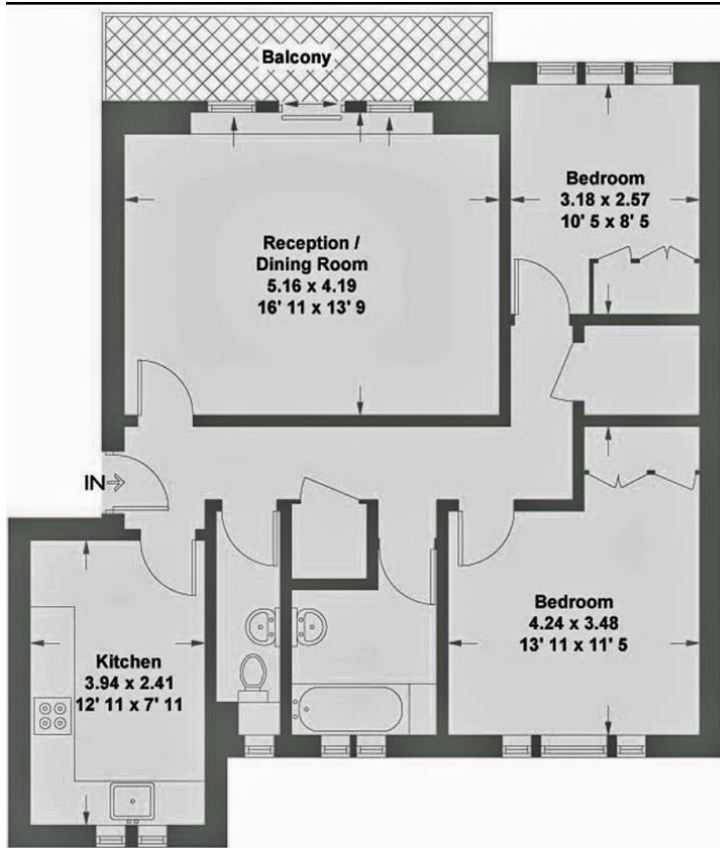 Balcony
Bedroom
3.18 x 2.57
10' 5 x 8' 5
Reception /
Dining Room
5.16 x 4.19
16' 11 x 13' 9
IN
Bedroom
4.24 x 3.48
13' 11 x 11' 5
Kitchen
3.94 x 2.41
12' 11 x 7' 11